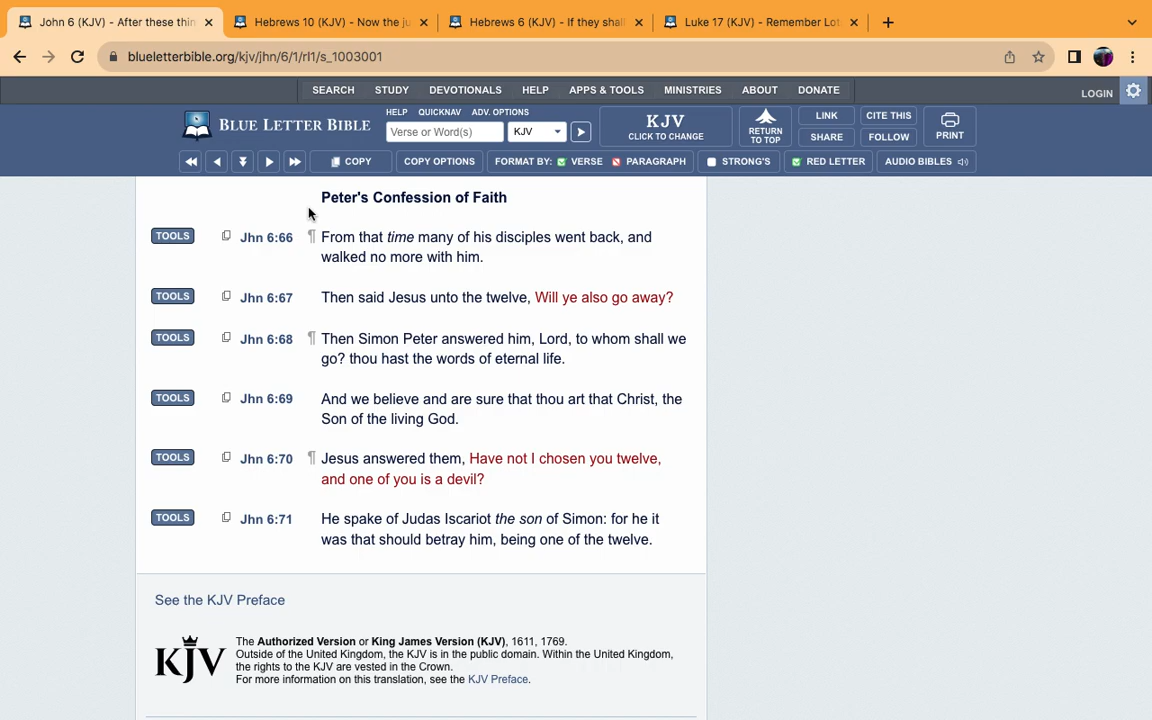 John 6 (KJV) - After these thin
Hebrews 10 (KJV) - Now the ju
Hebrews 6 (KJV) - If they shal
Luke 17 (KJV) - Remember Lot
blueletterbible.org/kjv/jhn/6/1/rl1/s_1003001
SEARCH STUDY DEVOTIONALS HELP APPS & TOOLS MINISTRIES ABOUT DONATE LOGIN
BLUE LETTER BIBLE
HELP QUICKNAV ADV. OPTIONS
Verse or Word(s) KJV
KJV
CLICK TO CHANGE
RETURN
TO TOP
LINK CITE THIS
SHARE FOLLOW
PRINT
COPY COPY OPTIONS FORMAT BY: VERSE PARAGRAPH STRONG'S RED LETTER AUDIO BIBLES
Peter's Confession of Faith
TOOLS Jhn 6:66 ¶ From that time many of his disciples went back, and
walked no more with him.
TOOLS Jhn 6:67 Then said Jesus unto the twelve, Will ye also go away?
TOOLS Jhn 6:68 ¶ Then Simon Peter answered him, Lord, to whom shall we
go? thou hast the words of eternal life.
TOOLS Jhn 6:69 And we believe and are sure that thou art that Christ, the
Son of the living God.
TOOLS Jhn 6:70 ¶ Jesus answered them, Have not I chosen you twelve,
and one of you is a devil?
TOOLS Jhn 6:71 He spake of Judas Iscariot the son of Simon: for he it
was that should betray him, being one of the twelve.
See the KJV Preface
KJV
The Authorized Version or King James Version (KJV), 1611, 1769.
Outside of the United Kingdom, the KJV is in the public domain. Within the United Kingdom,
the rights to the KJV are vested in the Crown.
For more information on this translation, see the KJV Preface.